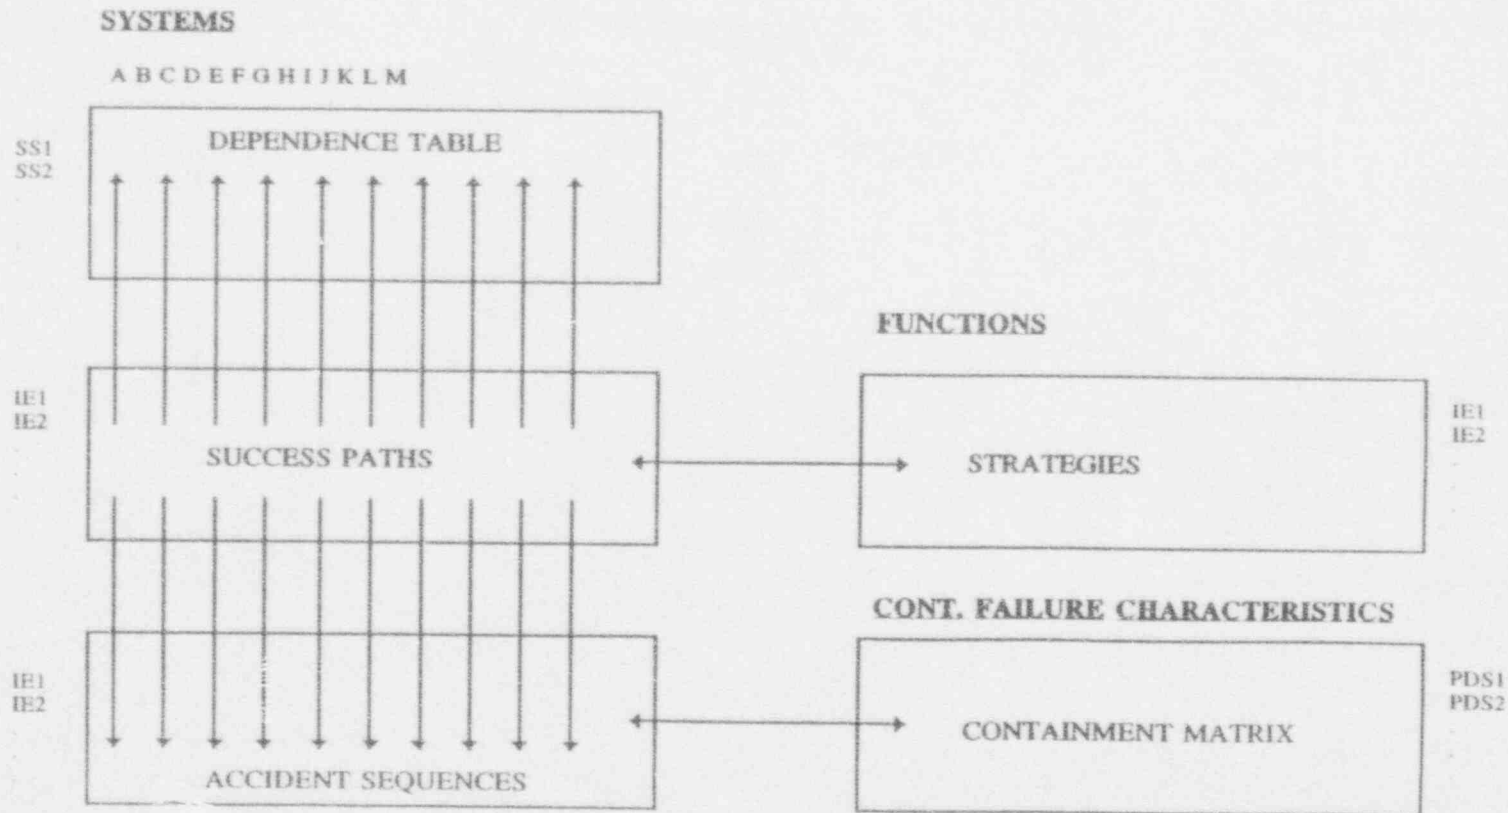 SYSTEMS
A B C D E F G H I J K L M
SS1
SS2
DEPENDENCE TABLE
FUNCTIONS
IE1
IE2
SUCCESS PATHS
STRATEGIES
IE1
IE2
CONT. FAILURE CHARACTERISTICS
IE1
IE2
ACCIDENT SEQUENCES
CONTAINMENT MATRIX
PDS1
PDS2